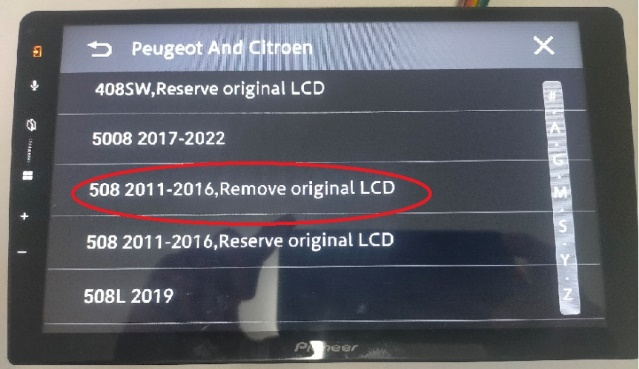 Peugeot And Citroen
408SW,Reserve original LCD
5008 2017-2022
508 2011-2016,Remove original LCD
508 2011-2016,Reserve original LCD
508L 2019
#
A
G
M
S
Y
Z
+
−
Pioneer